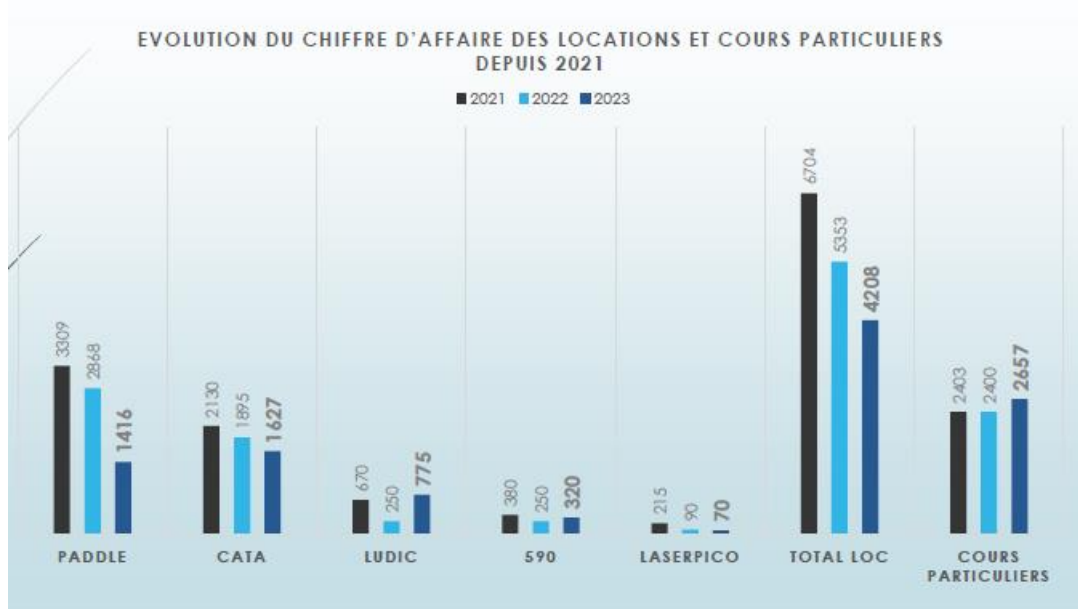 EVOLUTION DU CHIFFRE D'AFFAIRE DES LOCATIONS ET COURS PARTICULIERS
DEPUIS 2021
2021 2022 2023
3309 2868 1416
2130 1895 1627
670 250 775
380 250 320
215 90 70
6704 5353 4208
2403 2400 2657
PADDLE CATA LUDIC 590 LASERPICO TOTAL LOC COURS
PARTICULIERS